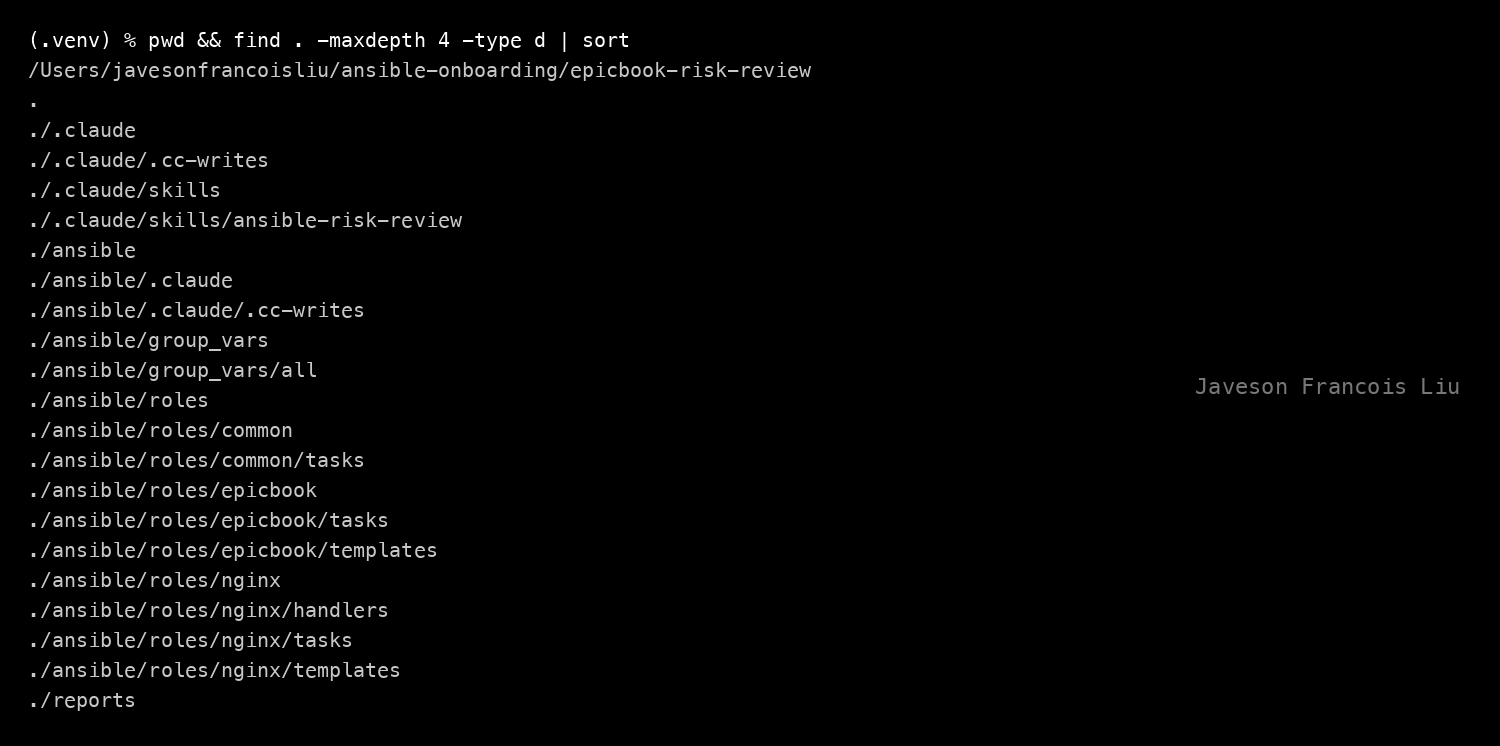 (.venv) % pwd && find . -maxdepth 4 -type d | sort
/Users/javesonfrancoisliu/ansible-onboarding/epicbook-risk-review
.
./.claude
./.claude/.cc-writes
./.claude/skills
./.claude/skills/ansible-risk-review
./ansible
./ansible/.claude
./ansible/.claude/.cc-writes
./ansible/group_vars
./ansible/group_vars/all
Javeson Francois Liu
./ansible/roles
./ansible/roles/common
./ansible/roles/common/tasks
./ansible/roles/epicbook
./ansible/roles/epicbook/tasks
./ansible/roles/epicbook/templates
./ansible/roles/nginx
./ansible/roles/nginx/handlers
./ansible/roles/nginx/tasks
./ansible/roles/nginx/templates
./reports